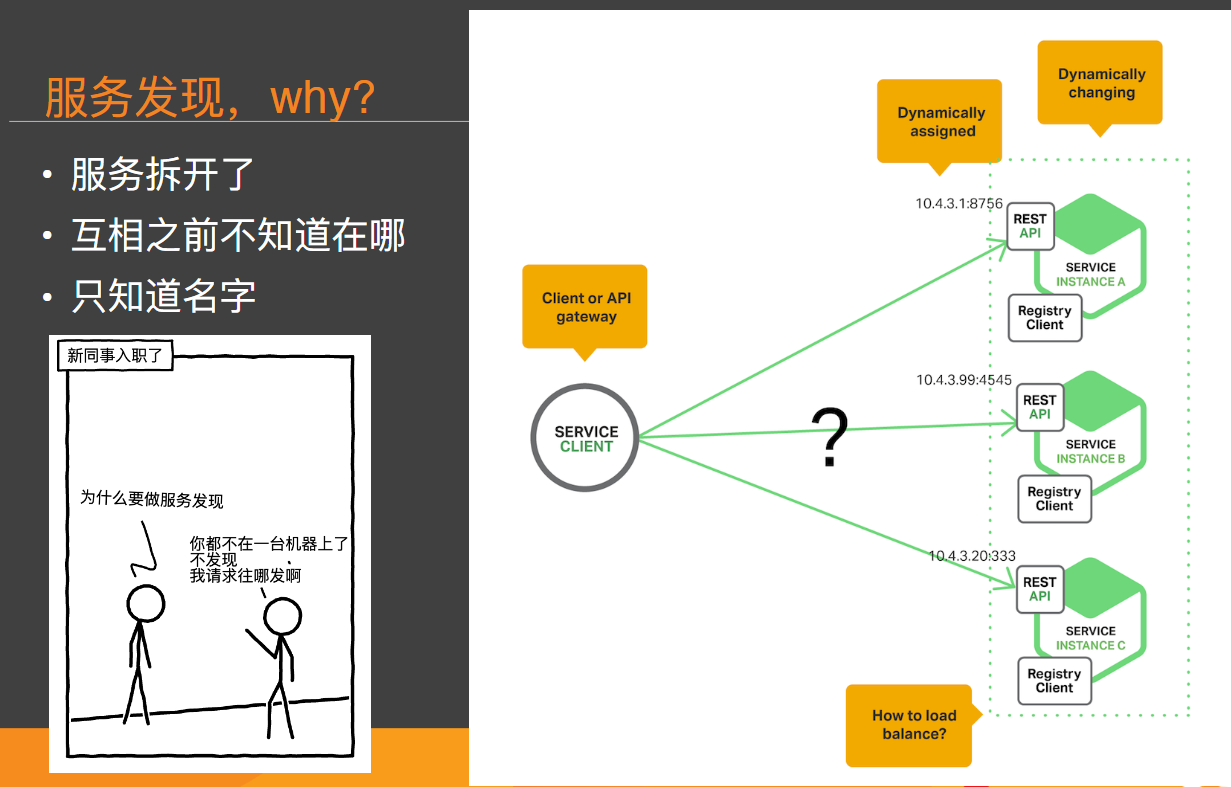 服务发现，why?
• 服务拆开了
• 互相之前不知道在哪
• 只知道名字
新同事入职了
为什么要做服务发现
你都不在一台机器上了
不发现
我请求往哪发啊
Dynamically
changing
Dynamically
assigned
10.4.3.1:8756
REST
API
SERVICE
INSTANCE A
Registry
Client
Client or API
gateway
SERVICE
CLIENT
?
10.4.3.99:4545
REST
API
SERVICE
INSTANCE B
Registry
Client
10.4.3.20:333
REST
API
SERVICE
INSTANCE C
Registry
Client
How to load
balance?